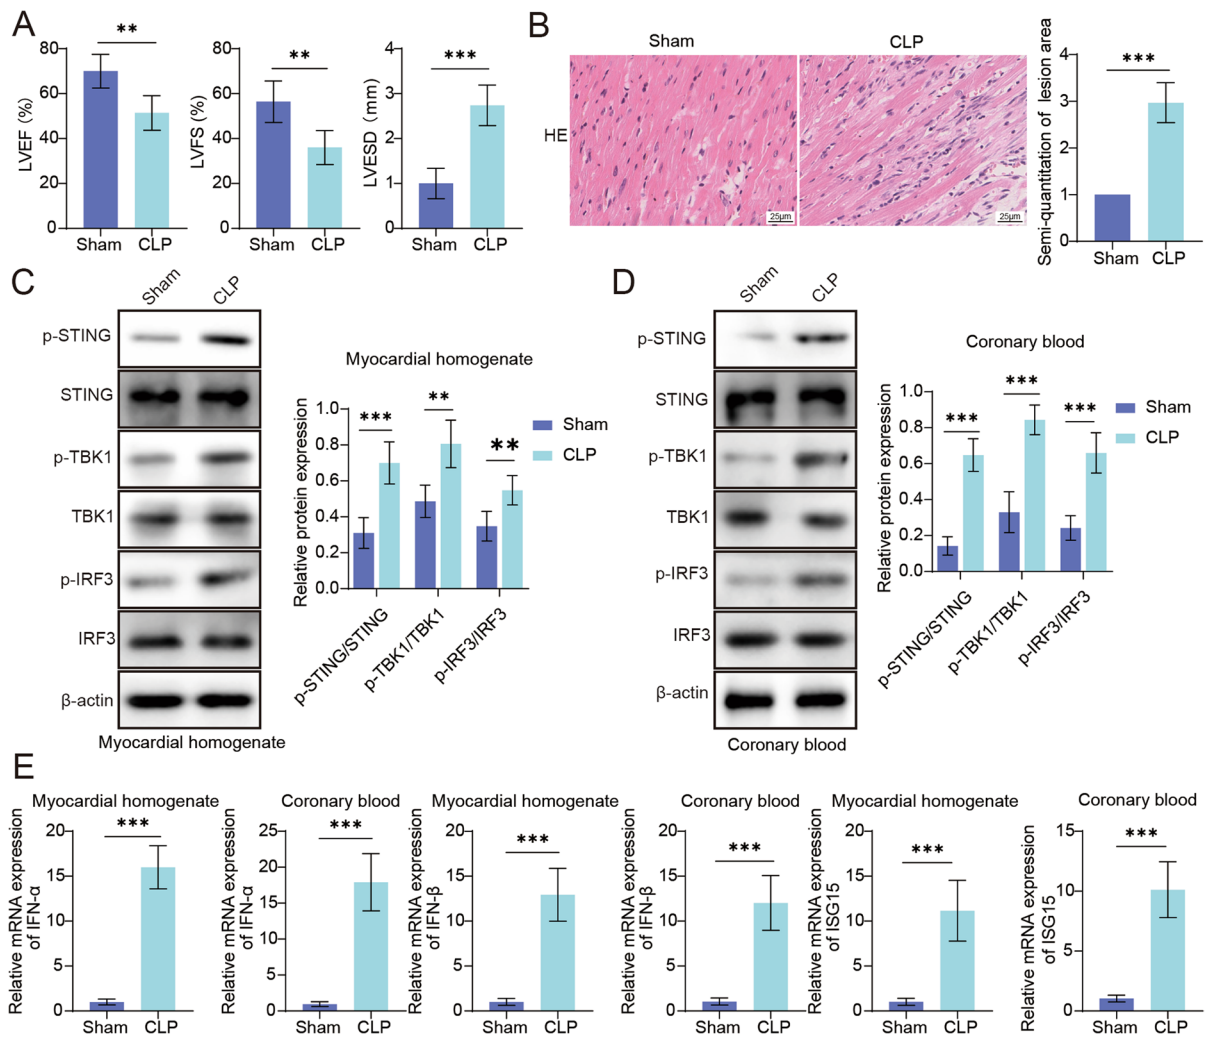 A
**
80
60
40
20
0
LVEF (%)
Sham
CLP
**
80
60
40
20
0
LVFS (%)
Sham
CLP
***
4
3
2
1
0
LVESD (mm)
Sham
CLP
B
Sham
CLP
HE
25μm
25μm
***
4
3
2
1
0
Semi-quantitation of lesion area
Sham
CLP
C
Sham
CLP
p-STING
STING
p-TBK1
TBK1
p-IRF3
IRF3
β-actin
Myocardial homogenate
Myocardial homogenate
***
**
**
1.0
0.8
0.6
0.4
0.2
0.0
Relative protein expression
Sham
CLP
p-STING/STING
p-TBK1/TBK1
p-IRF3/IRF3
D
Sham
CLP
p-STING
STING
p-TBK1
TBK1
p-IRF3
IRF3
β-actin
Coronary blood
Coronary blood
***
***
***
1.0
0.8
0.6
0.4
0.2
0.0
Relative protein expression
Sham
CLP
p-STING/STING
p-TBK1/TBK1
p-IRF3/IRF3
E
Myocardial homogenate
***
20
15
10
5
0
Relative mRNA expression
of IFN-α
Sham
CLP
Coronary blood
***
25
20
15
10
5
0
Relative mRNA expression
of IFN-α
Sham
CLP
Myocardial homogenate
***
20
15
10
5
0
Relative mRNA expression
of IFN-β
Sham
CLP
Coronary blood
***
20
15
10
5
0
Relative mRNA expression
of IFN-β
Sham
CLP
Myocardial homogenate
***
20
15
10
5
0
Relative mRNA expression
of ISG15
Sham
CLP
Coronary blood
***
15
10
5
0
Relative mRNA expression
of ISG15
Sham
CLP